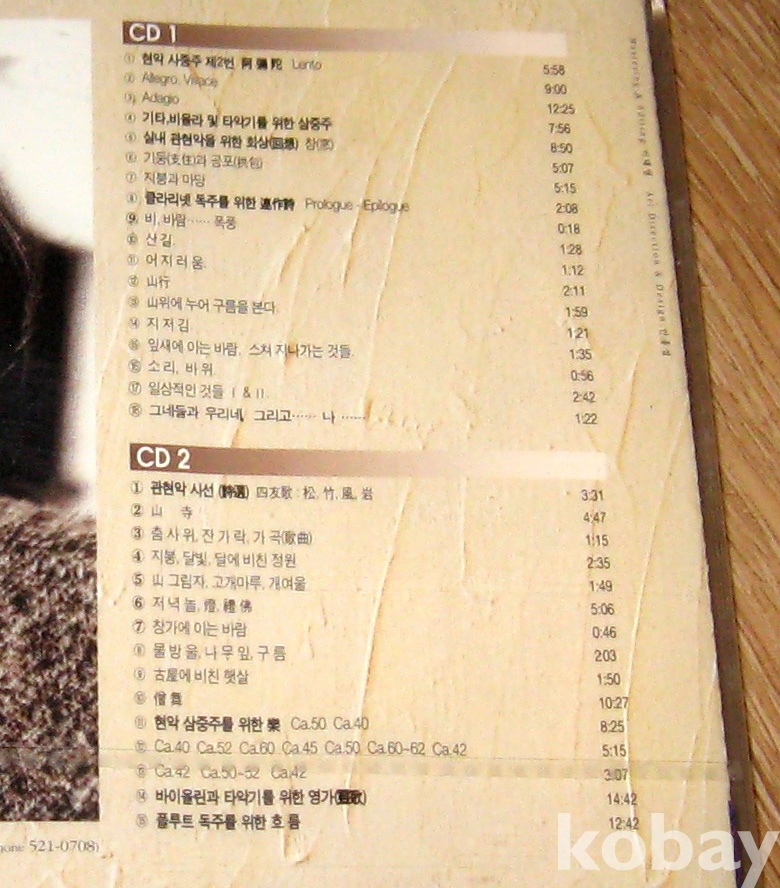 CD 1
① 현악 사중주 제2번 阿彌陀 Lento 5:58
② Allegro, Vivace 9:00
③ Adagio 12:25
④ 기타,비올라 및 타악기를 위한 삼중주 7:56
⑤ 실내 관현악을 위한 회상(回想) 창(窓) 8:50
⑥ 기둥(支住)과 공포(拱包) 5:07
⑦ 지붕과 마당 5:15
⑧ 클라리넷 독주를 위한 連作詩 Prologue - Epilogue 2:08
⑨ 비, 바람…… 폭풍 0:18
⑩ 산길. 1:28
⑪ 어지러움. 1:12
⑫ 山行 2:11
⑬ 山위에 누어 구름을 본다. 1:59
⑭ 지저김. 1:21
⑮ 잎새에 이는 바람, 스쳐 지나가는 것들. 1:35
⑯ 소리, 바위. 0:56
⑰ 일상적인 것들 I & II. 2:42
⑱ 그네들과 우리네, 그리고…… 나 …… 1:22
CD 2
① 관현악 사선 (詩選) 四友歌 : 松, 竹, 風, 岩 3:31
② 山 寺 4:47
③ 춤사위, 잔가락, 가곡(歌曲) 1:15
④ 지붕, 달빛, 달에 비친 정원 2:35
⑤ 山 그림자, 고개마루, 개여울 1:49
⑥ 저녁놀, 燈, 禮佛 5:06
⑦ 창가에 이는 바람 0:46
⑧ 물방울, 나무잎, 구름 2:03
⑨ 古屋에 비친 햇살 1:50
⑩ 僧舞 10:27
⑪ 현악 삼중주를 위한 樂 Ca.50 Ca.40 8:25
⑫ Ca.40 Ca.52 Ca.60 Ca.45 Ca.50 Ca.60~62 Ca.42 5:15
⑬ Ca.42 Ca.50~52 Ca.42 3:07
⑭ 바이올린과 타악기를 위한 영가(靈歌) 14:42
⑮ 플루트 독주를 위한 흐름 12:42
521-0708)
Mastering & Editing
Art Direction & Design
kobay